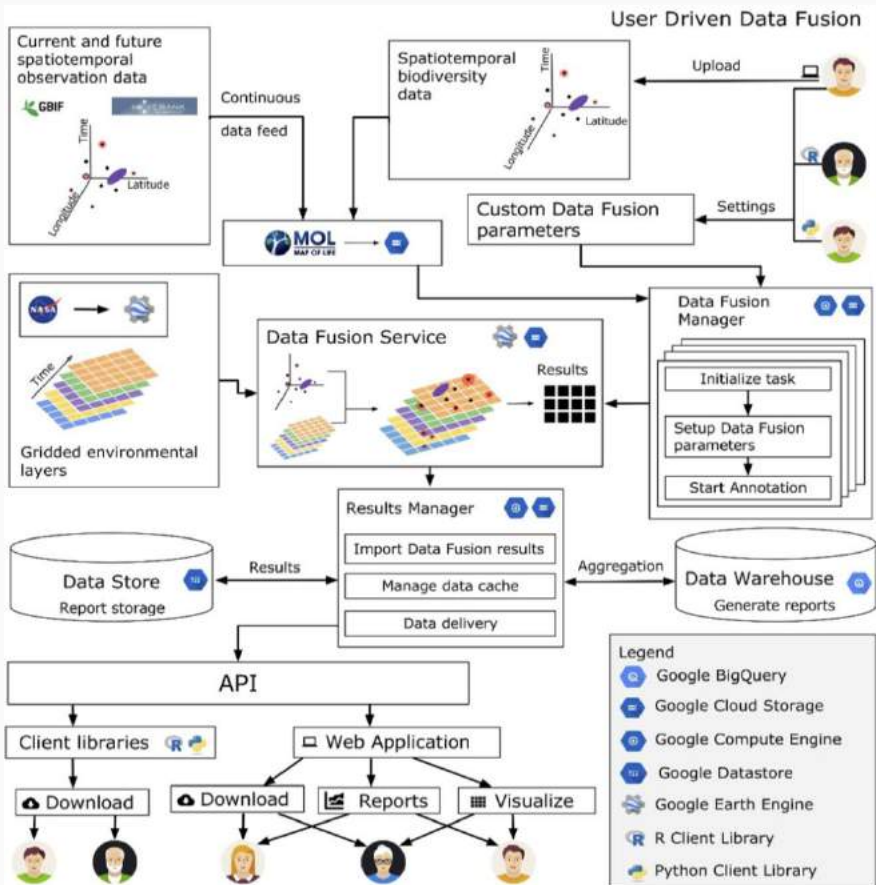 User Driven Data Fusion
Current and future
spatiotemporal
observation data
GBIF
Time
Latitude
Longitude
Continuous
data feed
Spatiotemporal
biodiversity
data
Time
Latitude
Longitude
Upload
R
Custom Data Fusion
parameters
Settings
MOL
MAP OF LIFE
NASA
Time
Gridded environmental
layers
Data Fusion Service
Results
Data Fusion
Manager
Initialize task
Setup Data Fusion
parameters
Start Annotation
Results Manager
Import Data Fusion results
Manage data cache
Data delivery
Data Store
Report storage
Results
Aggregation
Data Warehouse
Generate reports
API
Client libraries
R
Web Application
Download
Download
Reports
Visualize
Legend
Google BigQuery
Google Cloud Storage
Google Compute Engine
Google Datastore
Google Earth Engine
R
R Client Library
Python Client Library